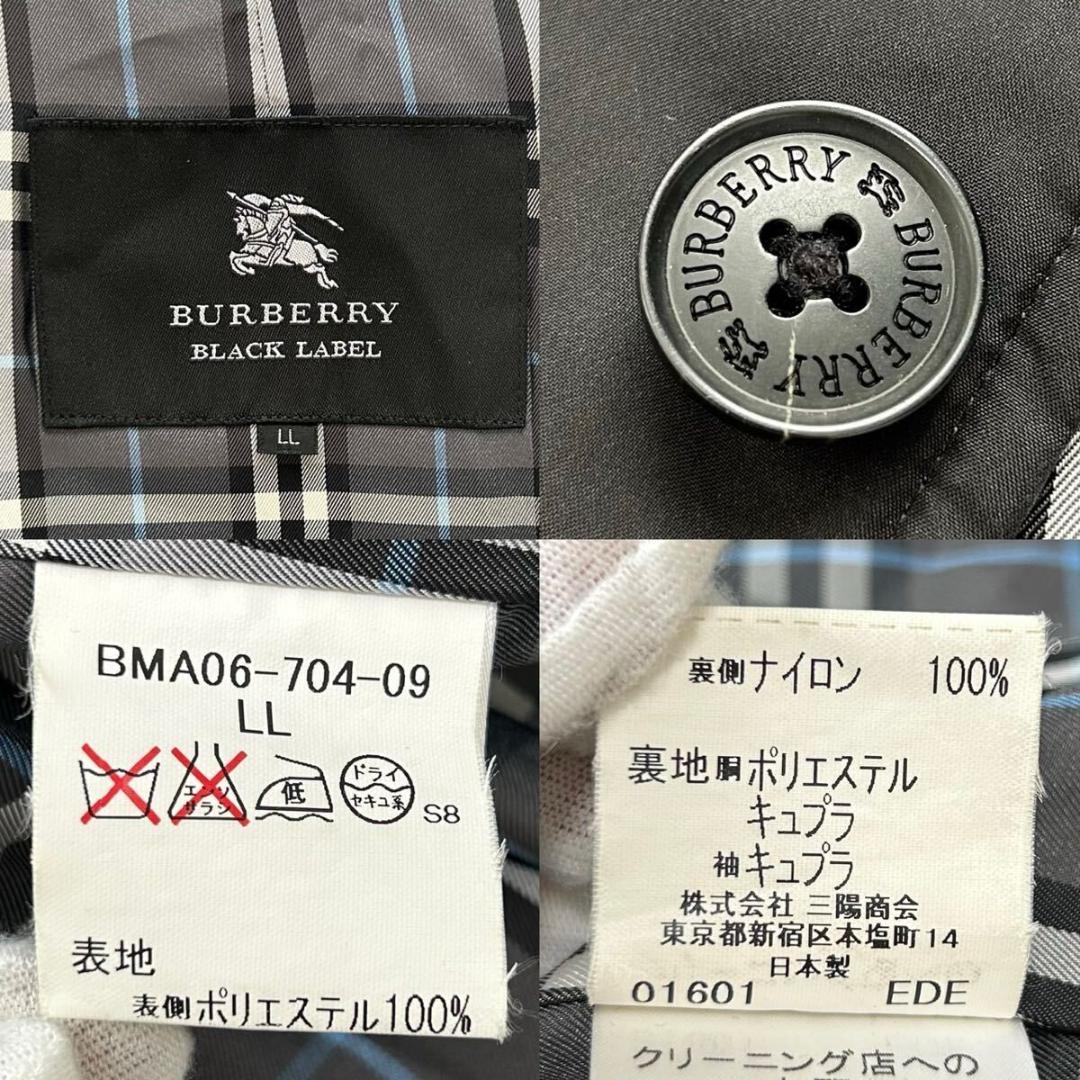 BURBERRY
BLACK LABEL
LL
BURBERRY BURBERRY
BMA06-704-09
LL
エンソ
サラシ
低
ドライ
セキユ系
S8
表地
表側ポリエステル100%
裏側ナイロン 100%
裏地胴ポリエステル
キュプラ
袖キュプラ
株式会社 三陽商会
東京都新宿区本塩町14
日本製
01601 EDE
クリーニング店への